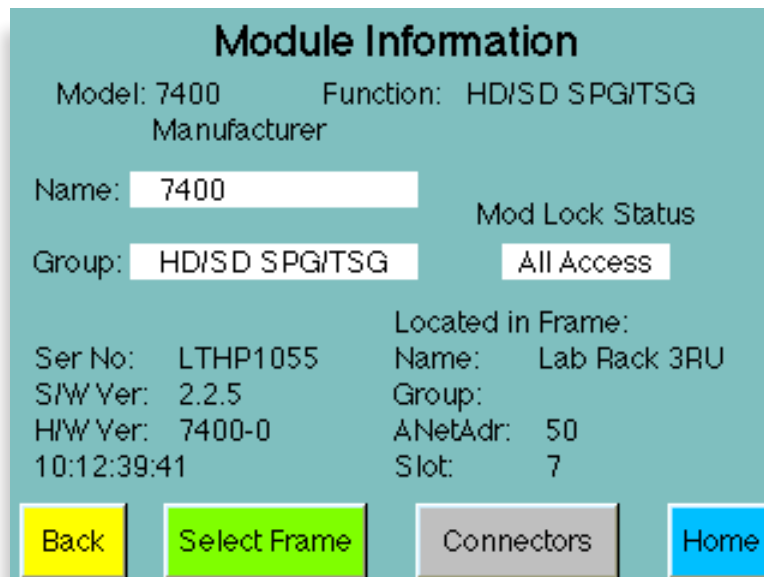 Module Information
Model: 7400 Function: HD/SD SPG/TSG
Manufacturer
Name: 7400
Mod Lock Status
Group: HD/SD SPG/TSG All Access
Located in Frame:
Ser No: LTHP1055 Name: Lab Rack 3RU
S/W Ver: 2.2.5 Group:
H/W Ver: 7400-0 ANetAdr: 50
10:12:39:41 Slot: 7
Back Select Frame Connectors Home